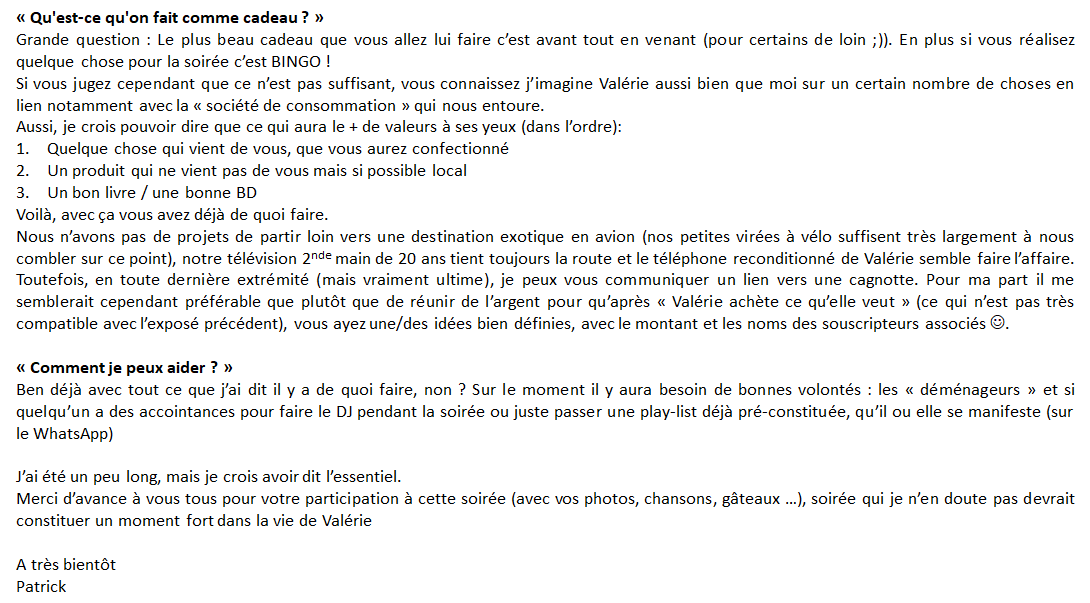 « Qu'est-ce qu'on fait comme cadeau ? »
Grande question : Le plus beau cadeau que vous allez lui faire c’est avant tout en venant (pour certains de loin ;)). En plus si vous réalisez
quelque chose pour la soirée c’est BINGO !
Si vous jugez cependant que ce n’est pas suffisant, vous connaissez j’imagine Valérie aussi bien que moi sur un certain nombre de choses en
lien notamment avec la « société de consommation » qui nous entoure.
Aussi, je crois pouvoir dire que ce qui aura le + de valeurs à ses yeux (dans l’ordre):
1. Quelque chose qui vient de vous, que vous aurez confectionné
2. Un produit qui ne vient pas de vous mais si possible local
3. Un bon livre / une bonne BD
Voilà, avec ça vous avez déjà de quoi faire.
Nous n’avons pas de projets de partir loin vers une destination exotique en avion (nos petites virées à vélo suffisent très largement à nous
combler sur ce point), notre télévision 2nde main de 20 ans tient toujours la route et le téléphone reconditionné de Valérie semble faire l’affaire.
Toutefois, en toute dernière extrémité (mais vraiment ultime), je peux vous communiquer un lien vers une cagnotte. Pour ma part il me
semblerait cependant préférable que plutôt que de réunir de l’argent pour qu’après « Valérie achète ce qu’elle veut » (ce qui n’est pas très
compatible avec l’exposé précédent), vous ayez une/des idées bien définies, avec le montant et les noms des souscripteurs associés ☺.
« Comment je peux aider ? »
Ben déjà avec tout ce que j’ai dit il y a de quoi faire, non ? Sur le moment il y aura besoin de bonnes volontés : les « déménageurs » et si
quelqu’un a des accointances pour faire le DJ pendant la soirée ou juste passer une play-list déjà pré-constituée, qu’il ou elle se manifeste (sur
le WhatsApp)
J’ai été un peu long, mais je crois avoir dit l’essentiel.
Merci d’avance à vous tous pour votre participation à cette soirée (avec vos photos, chansons, gâteaux …), soirée qui je n’en doute pas devrait
constituer un moment fort dans la vie de Valérie
A très bientôt
Patrick